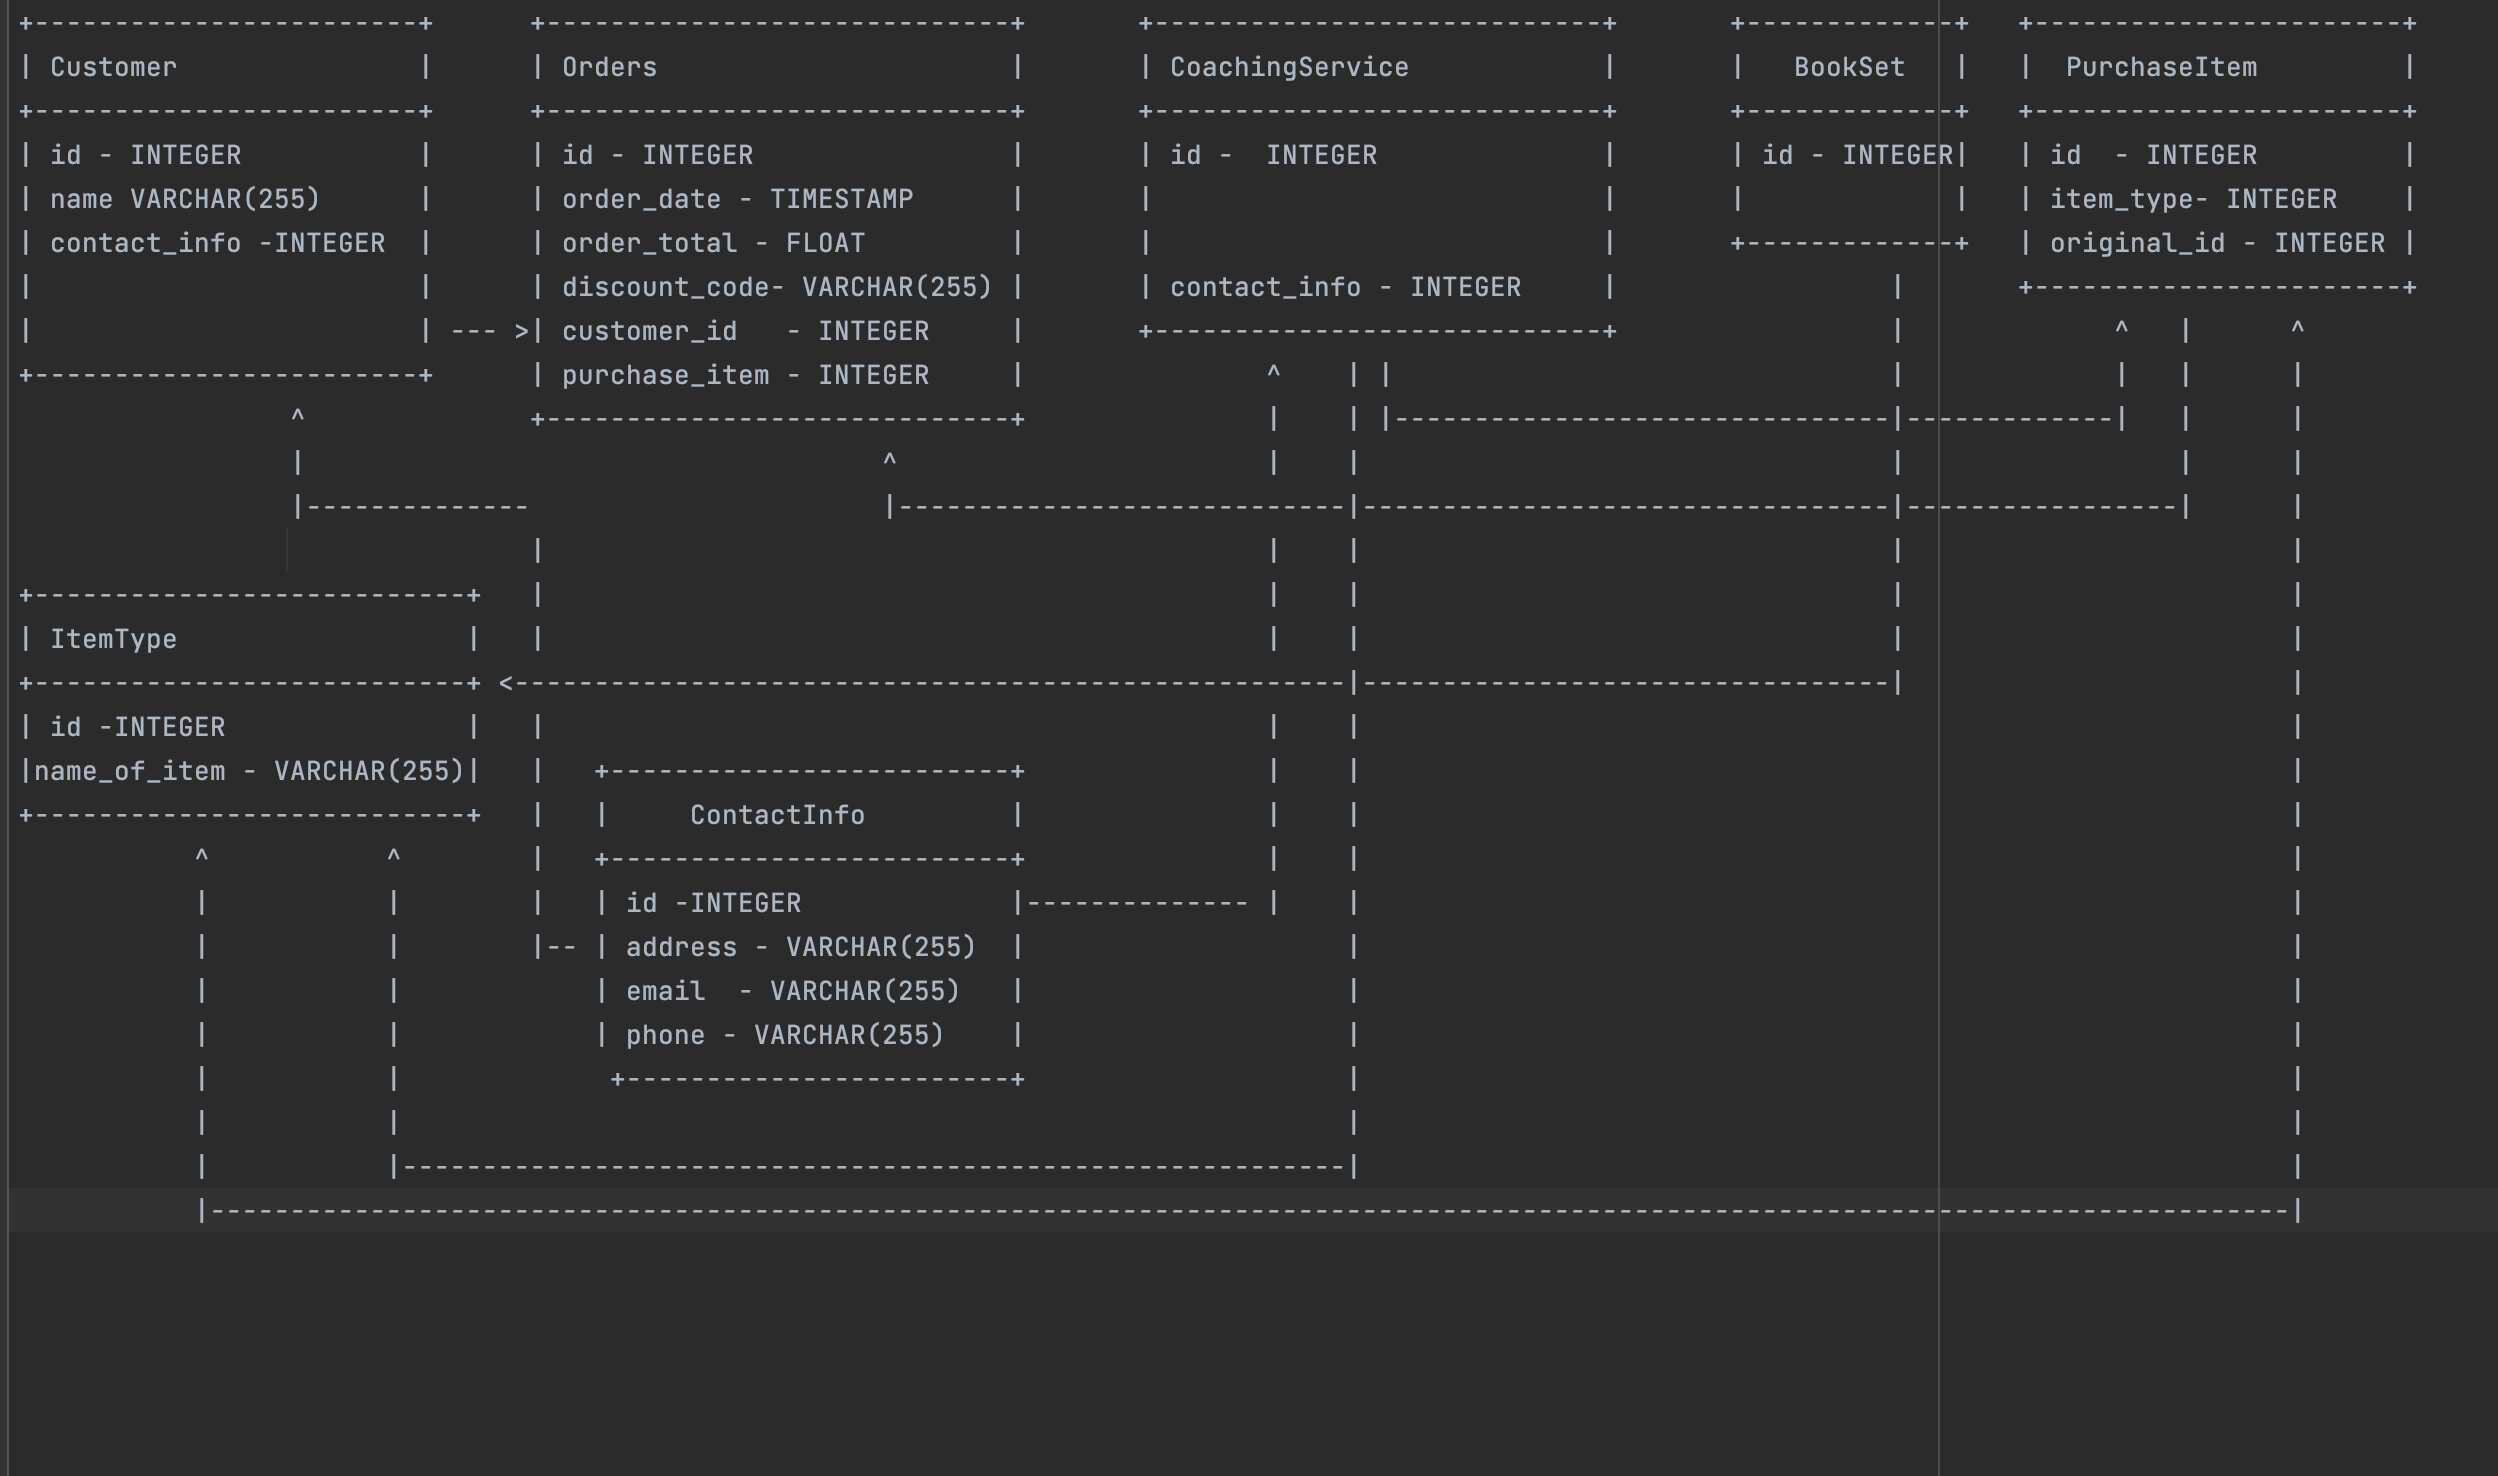 +------------------------+      +-----------------------------+       +----------------------------+       +-------------+   +-----------------------+
| Customer               |      | Orders                      |       | CoachingService            |       |   BookSet   |   |  PurchaseItem         |
+------------------------+      +-----------------------------+       +----------------------------+       +-------------+   +-----------------------+
| id - INTEGER           |      | id - INTEGER                |       | id -  INTEGER              |       | id - INTEGER|   | id  - INTEGER         |
| name VARCHAR(255)      |      | order_date - TIMESTAMP      |       |                            |       |             |   | item_type- INTEGER    |
| contact_info -INTEGER  |      | order_total - FLOAT         |       |                            |       +-------------+   | original_id - INTEGER |
|                        |      | discount_code- VARCHAR(255) |       | contact_info - INTEGER     |                 |       +-----------------------+
|                        | --- >| customer_id   - INTEGER     |       +----------------------------+                 |             ^   |      ^
+------------------------+      | purchase_item - INTEGER     |               ^    | |                               |             |   |      |
                 ^              +-----------------------------+               |    | |-------------------------------|-------------|   |      |
                 |                                    ^                       |    |                                 |                 |      |
                 |--------------                      |----------------------------|---------------------------------|-----------------|      |
                                |                                             |    |                                 |                        |
+---------------------------+   |                                             |    |                                 |                        |
| ItemType                  |   |                                             |    |                                 |                        |
+---------------------------+ <----------------------------------------------------|---------------------------------|                        |
| id -INTEGER               |   |                                             |    |                                                          |
|name_of_item - VARCHAR(255)|   |   +-------------------------+               |    |                                                          |
+---------------------------+   |   |     ContactInfo         |               |    |                                                          |
           ^           ^        |   +-------------------------+               |    |                                                          |
           |           |        |   | id -INTEGER             |-------------- |    |                                                          |
           |           |        |-- | address - VARCHAR(255)  |                    |                                                          |
           |           |            | email  - VARCHAR(255)   |                    |                                                          |
           |           |            | phone - VARCHAR(255)    |                    |                                                          |
           |           |             +------------------------+                    |                                                          |
           |           |                                                           |                                                          |
           |           |-----------------------------------------------------------|                                                          |
           |----------------------------------------------------------------------------------------------------------------------------------|